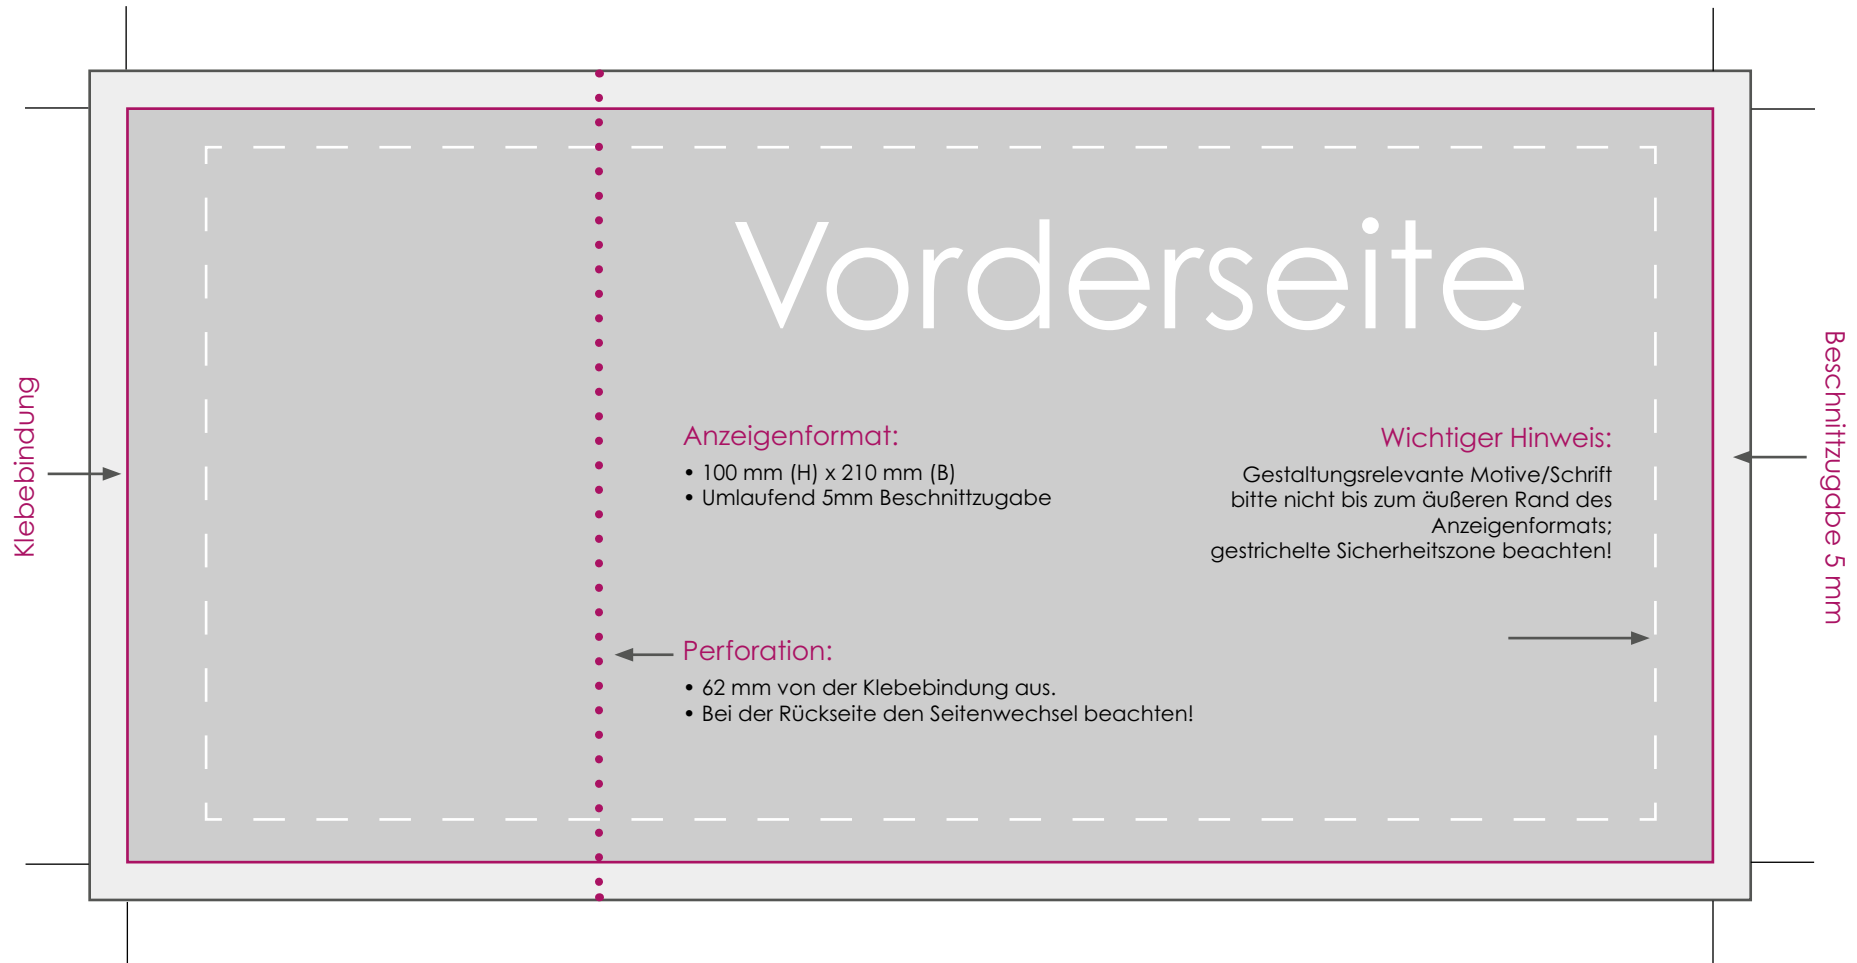 Vorderseite
Klebebindung
Anzeigenformat:
• 100 mm (H) x 210 mm (B)
• Umlaufend 5mm Beschnittzugabe
Wichtiger Hinweis:
Gestaltungsrelevante Motive/Schrift
bitte nicht bis zum äußeren Rand des
Anzeigenformats;
gestrichelte Sicherheitszone beachten!
Perforation:
• 62 mm von der Klebebindung aus.
• Bei der Rückseite den Seitenwechsel beachten!
Beschnittzugabe 5 mm